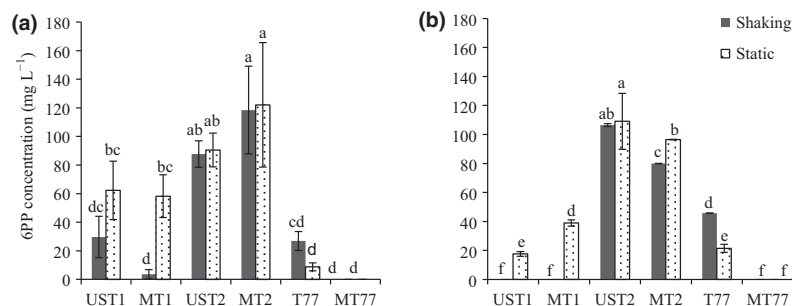 (a)
6PP concentration (mg L⁻¹)
180
160
140
120
100
80
60
40
20
0
dc bc d bc ab ab a a cd d d d
UST1 MT1 UST2 MT2 T77 MT77
(b)
Shaking
Static
180
160
140
120
100
80
60
40
20
0
f e f d ab a c b d e f f
UST1 MT1 UST2 MT2 T77 MT77